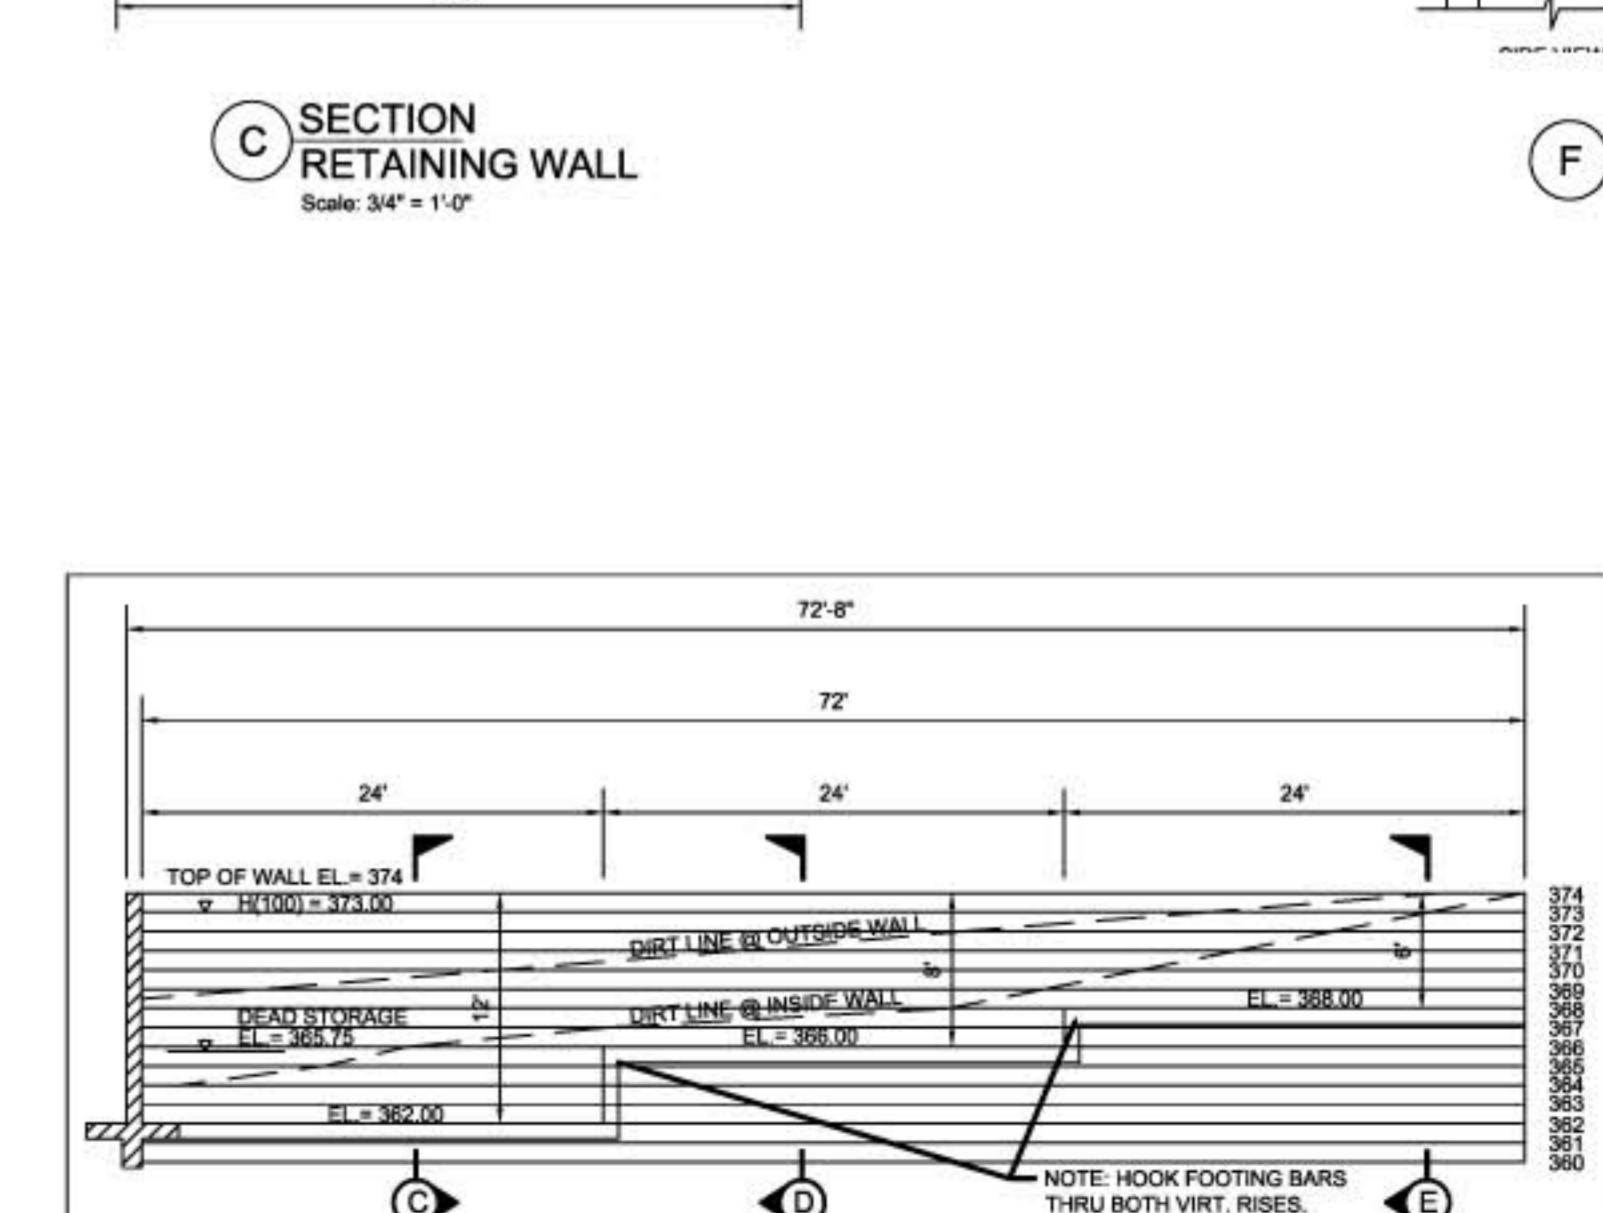 C
SECTION
RETAINING WALL
Scale: 3/4" = 1'-0"
F
72'-8"
72'
24'
24'
24'
TOP OF WALL EL.= 374
H(100) = 373.00
DIRT LINE @ OUTSIDE WALL
DEAD STORAGE
EL.= 365.75
DIRT LINE @ INSIDE WALL
EL.= 366.00
EL.= 368.00
12'
8'
6'
EL.= 362.00
374
373
372
371
370
369
368
367
366
365
364
363
362
361
360
NOTE: HOOK FOOTING BARS
THRU BOTH VIRT. RISES.
C
D
E